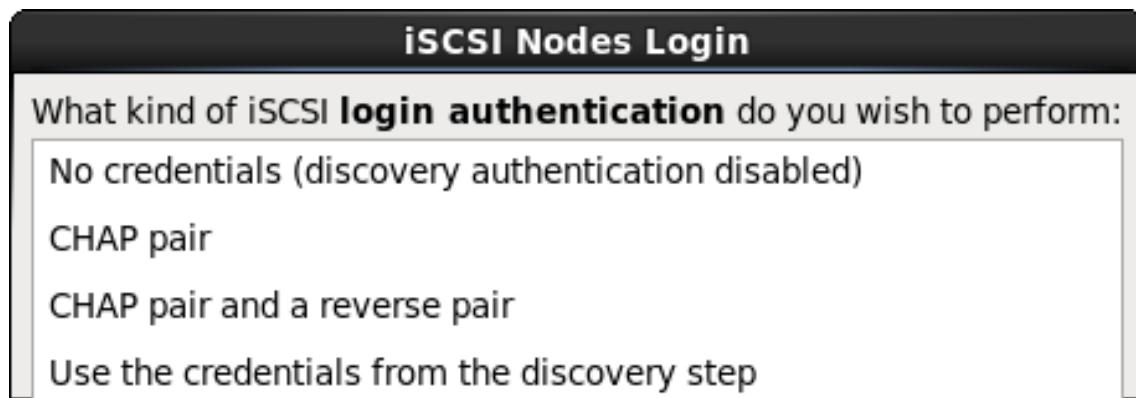 iSCSI Nodes Login
What kind of iSCSI login authentication do you wish to perform:
No credentials (discovery authentication disabled)
CHAP pair
CHAP pair and a reverse pair
Use the credentials from the discovery step